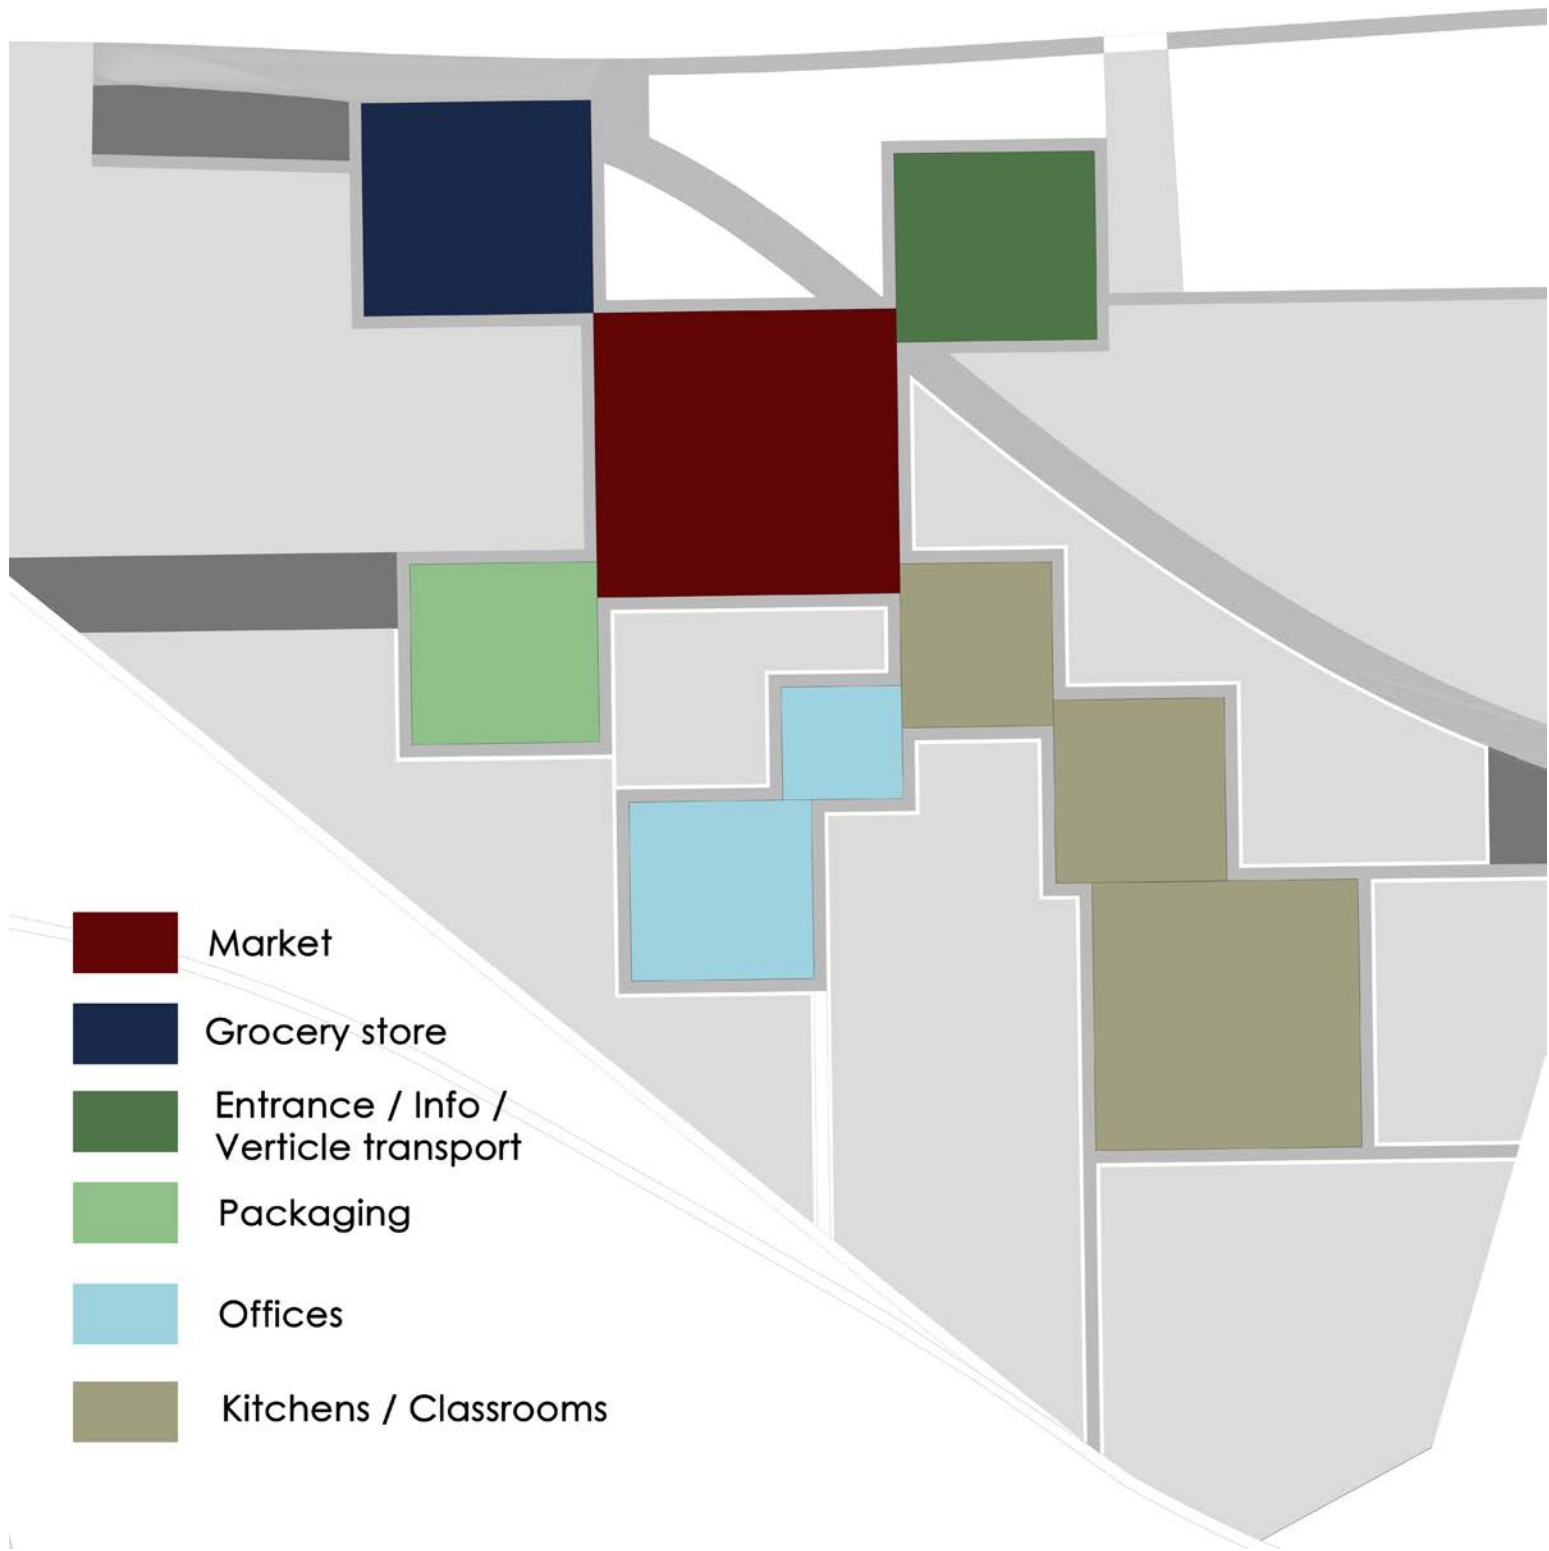 Market
Grocery store
Entrance / Info /
Verticle transport
Packaging
Offices
Kitchens / Classrooms